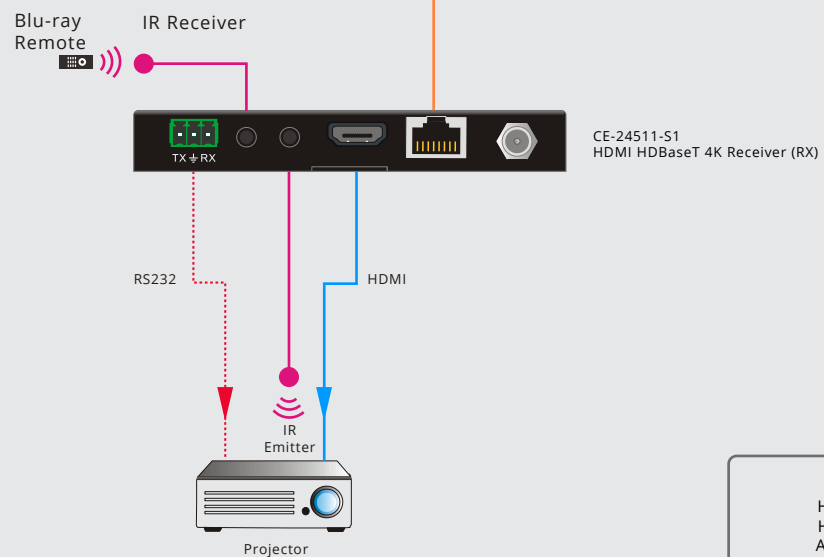 Blu-ray
Remote
IR Receiver
TX RX
CE-24511-S1
HDMI HDBaseT 4K Receiver (RX)
RS232
HDMI
IR
Emitter
Projector